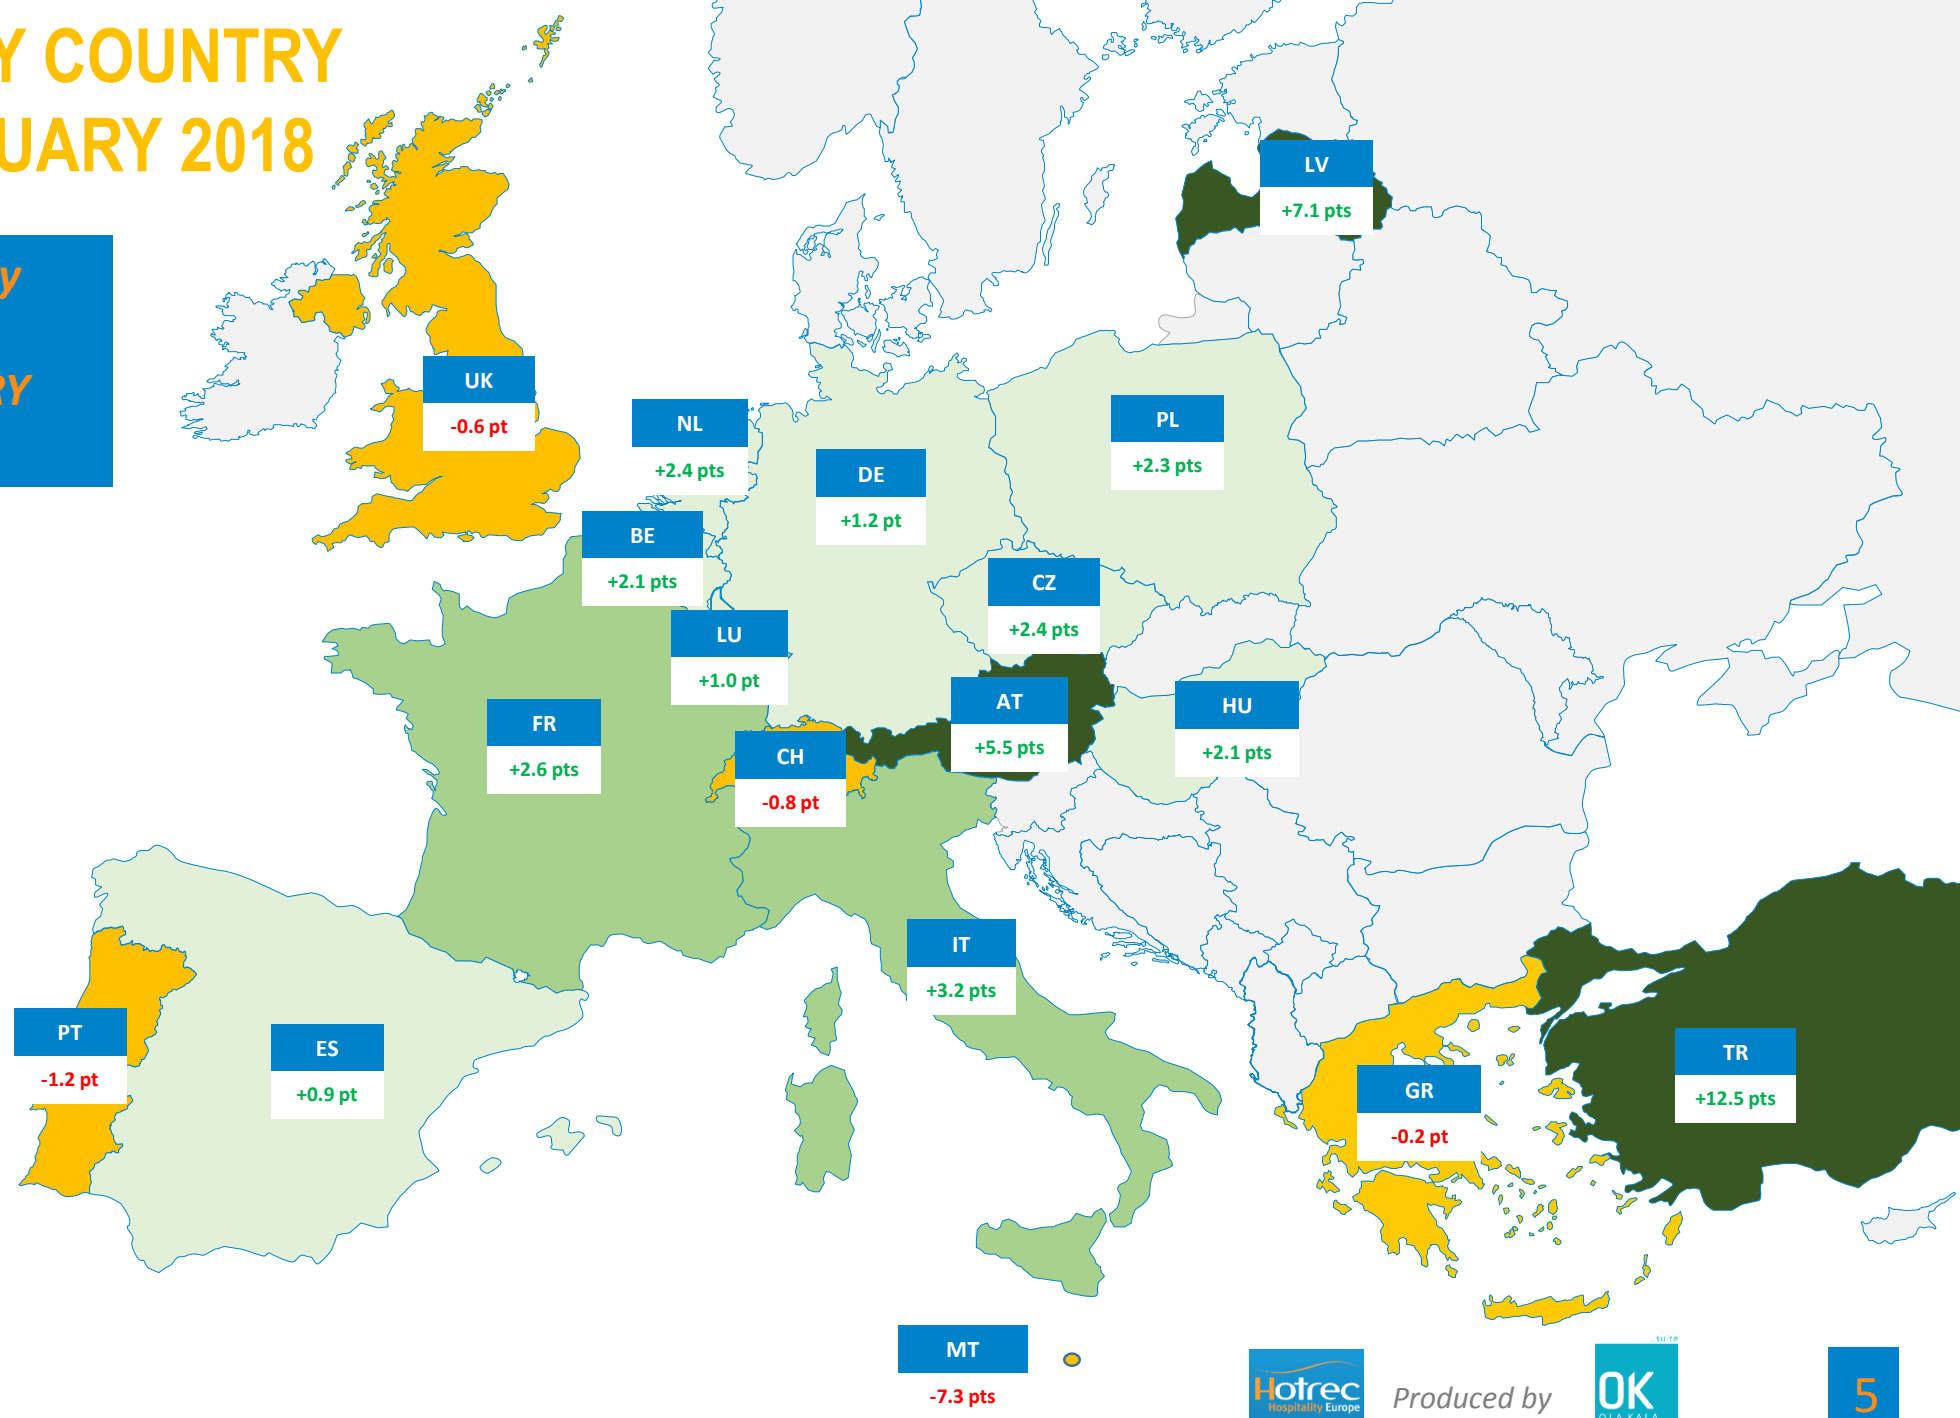 Y COUNTRY
UARY 2018
y
RY
LV
+7.1 pts
UK
-0.6 pt
NL
+2.4 pts
PL
+2.3 pts
DE
+1.2 pt
BE
+2.1 pts
CZ
+2.4 pts
LU
+1.0 pt
AT
+5.5 pts
HU
+2.1 pts
FR
+2.6 pts
CH
-0.8 pt
IT
+3.2 pts
PT
-1.2 pt
ES
+0.9 pt
TR
+12.5 pts
GR
-0.2 pt
MT
-7.3 pts
Hotrec
Hospitality Europe
Produced by
.suite
OK
OLAKALA
5